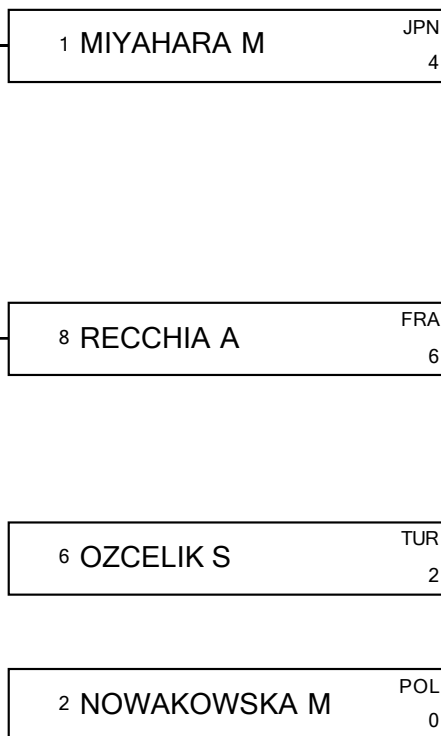 1 MIYAHARA M JPN
4
8 RECCHIA A FRA
6
6 OZCELIK S TUR
2
2 NOWAKOWSKA M POL
0